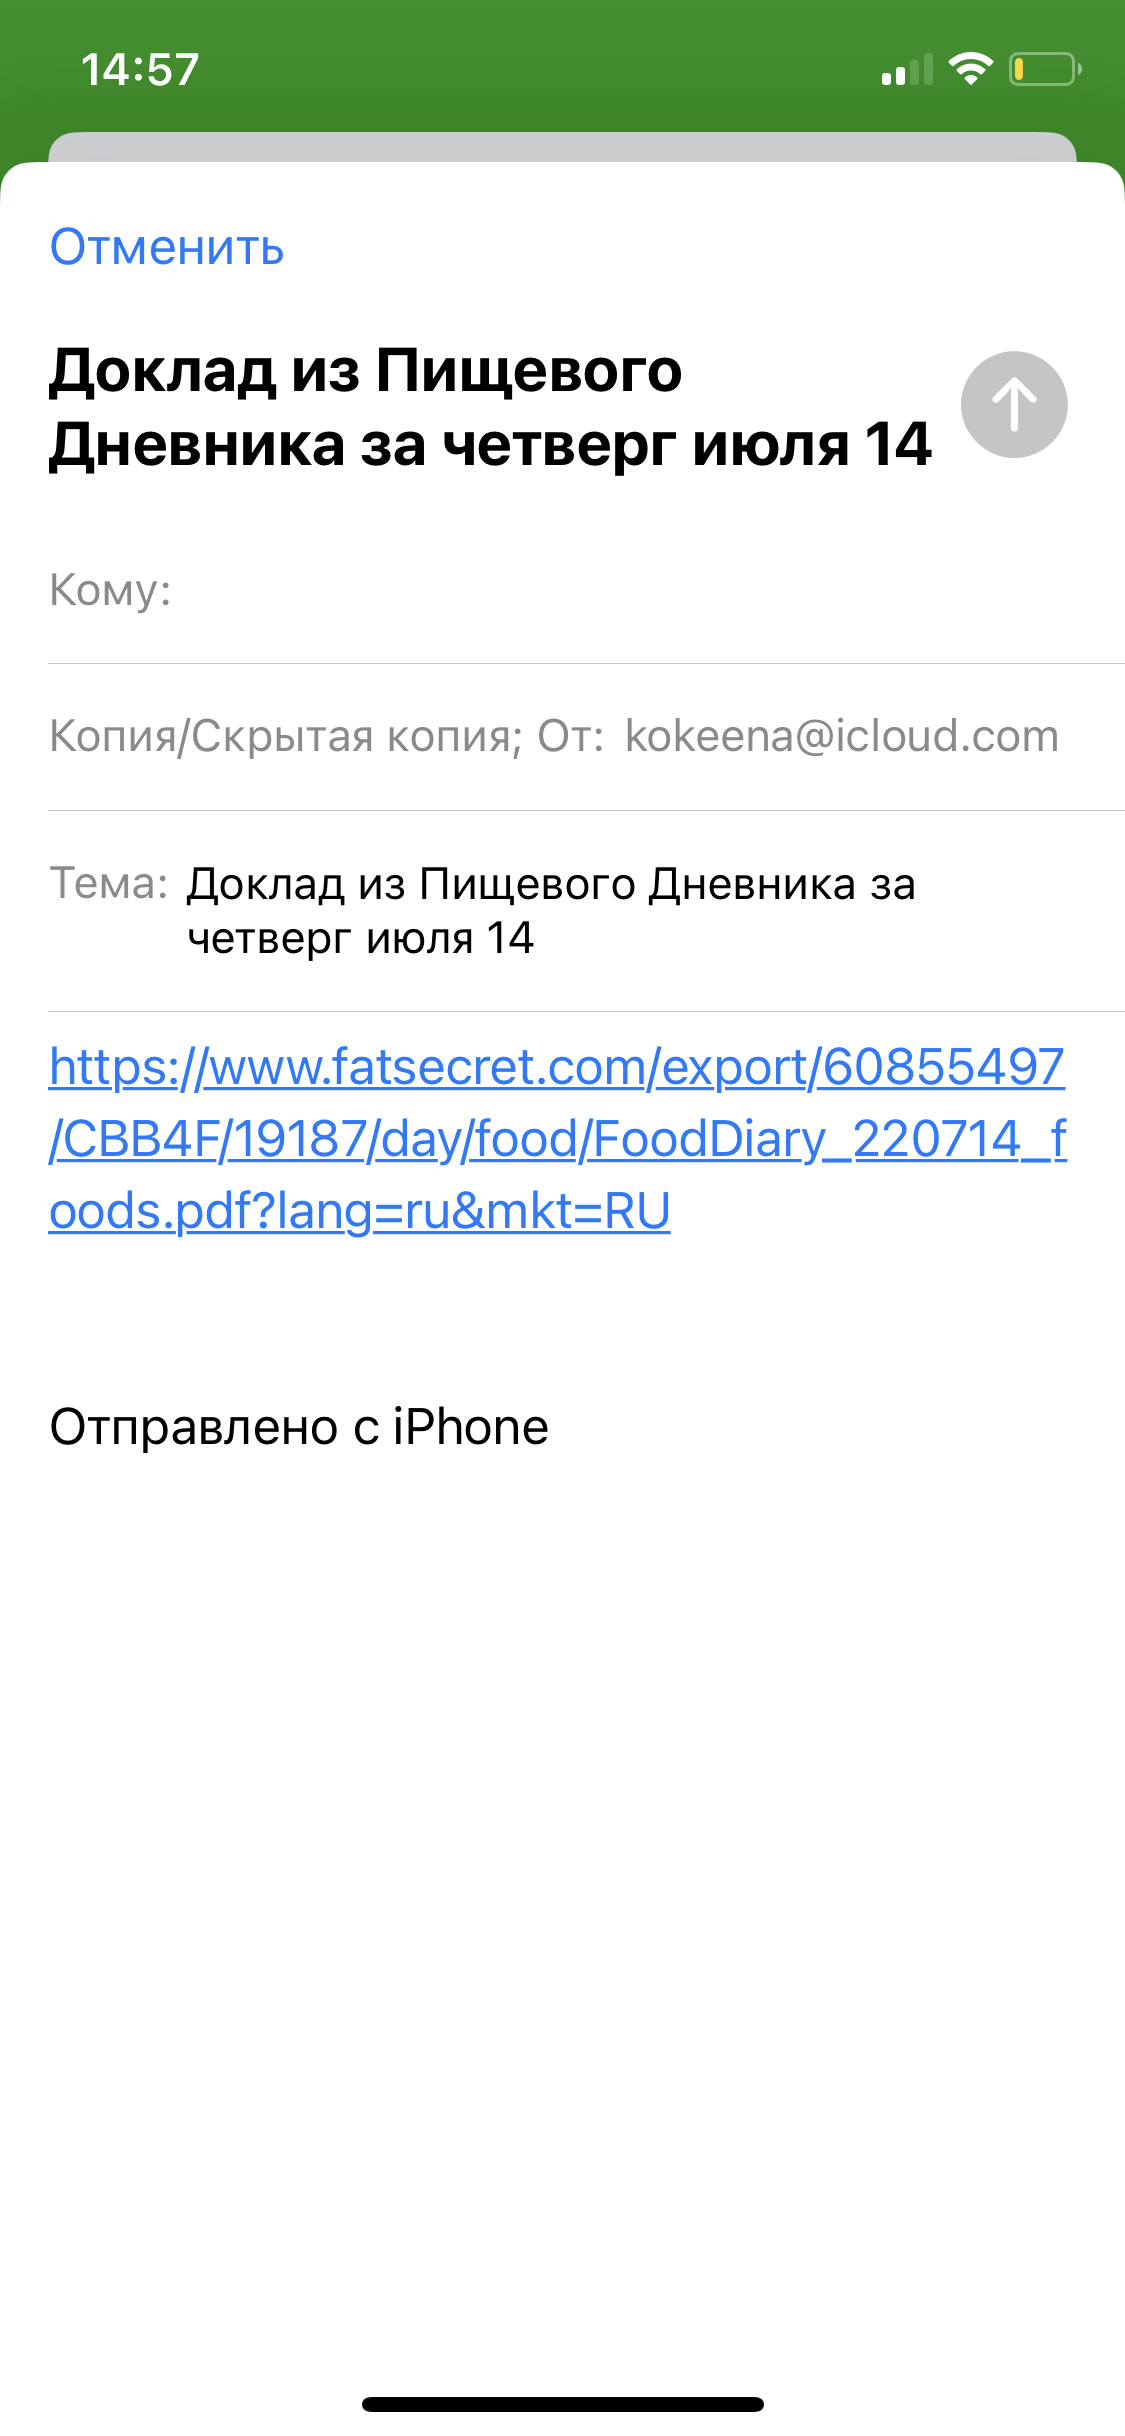 14:57
Отменить
Доклад из Пищевого
Дневника за четверг июля 14
Кому:
Копия/Скрытая копия; От: kokeena@icloud.com
Тема: Доклад из Пищевого Дневника за
четверг июля 14
https://www.fatsecret.com/export/60855497
/CBB4F/19187/day/food/FoodDiary_220714_f
oods.pdf?lang=ru&mkt=RU
Отправлено с iPhone